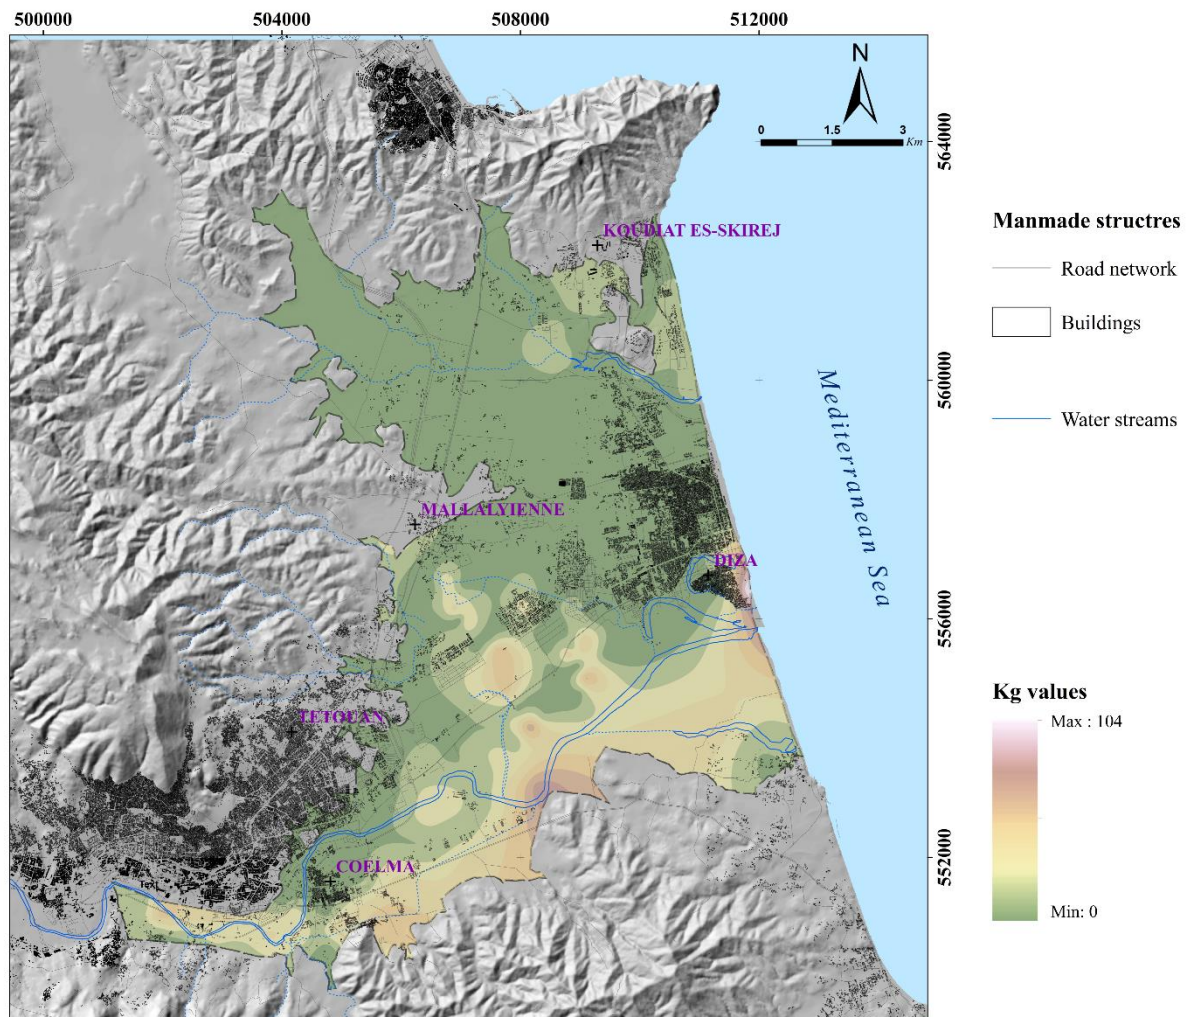 500000 504000 508000 512000
N
0 1.5 3
Km
564000
KOUDIAT ES-SKIREJ
Manmade structres
Road network
Buildings
560000
Mediterranean Sea
Water streams
MALLALYIENNE
DIZA
556000
Kg values
Max : 104
TETOUAN
COELMA
552000
Min: 0